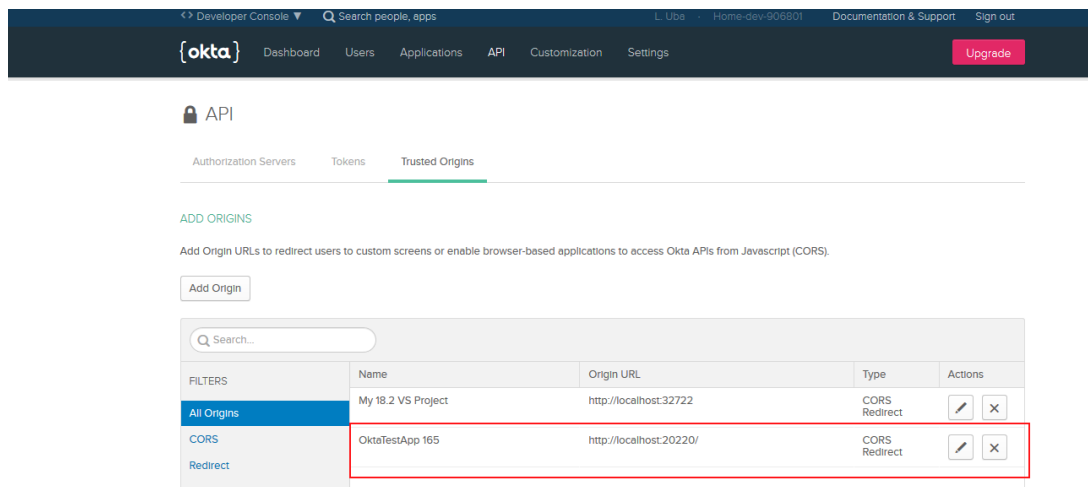 <> Developer Console ▼ Search people, apps L. Uba · Home-dev-906801 Documentation & Support Sign out
{okta} Dashboard Users Applications API Customization Settings Upgrade
API
Authorization Servers Tokens Trusted Origins
ADD ORIGINS
Add Origin URLs to redirect users to custom screens or enable browser-based applications to access Okta APIs from Javascript (CORS).
Add Origin
Search...
FILTERS
Name Origin URL Type Actions
All Origins
My 18.2 VS Project http://localhost:32722 CORS
Redirect
CORS
OktaTestApp 165 http://localhost:20220/ CORS
Redirect
Redirect